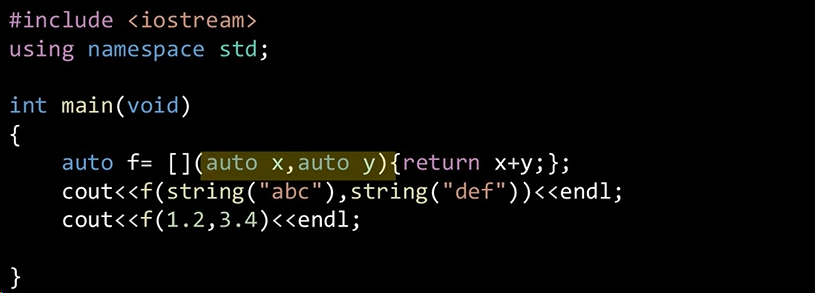 #include <iostream>
using namespace std;
int main(void)
{
    auto f= [](auto x,auto y){return x+y;};
    cout<<f(string("abc"),string("def"))<<endl;
    cout<<f(1.2,3.4)<<endl;
}